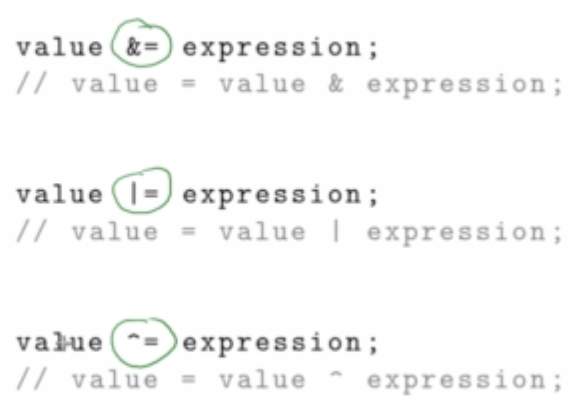 value &= expression;
// value = value & expression;
value |= expression;
// value = value | expression;
value ^= expression;
// value = value ^ expression;